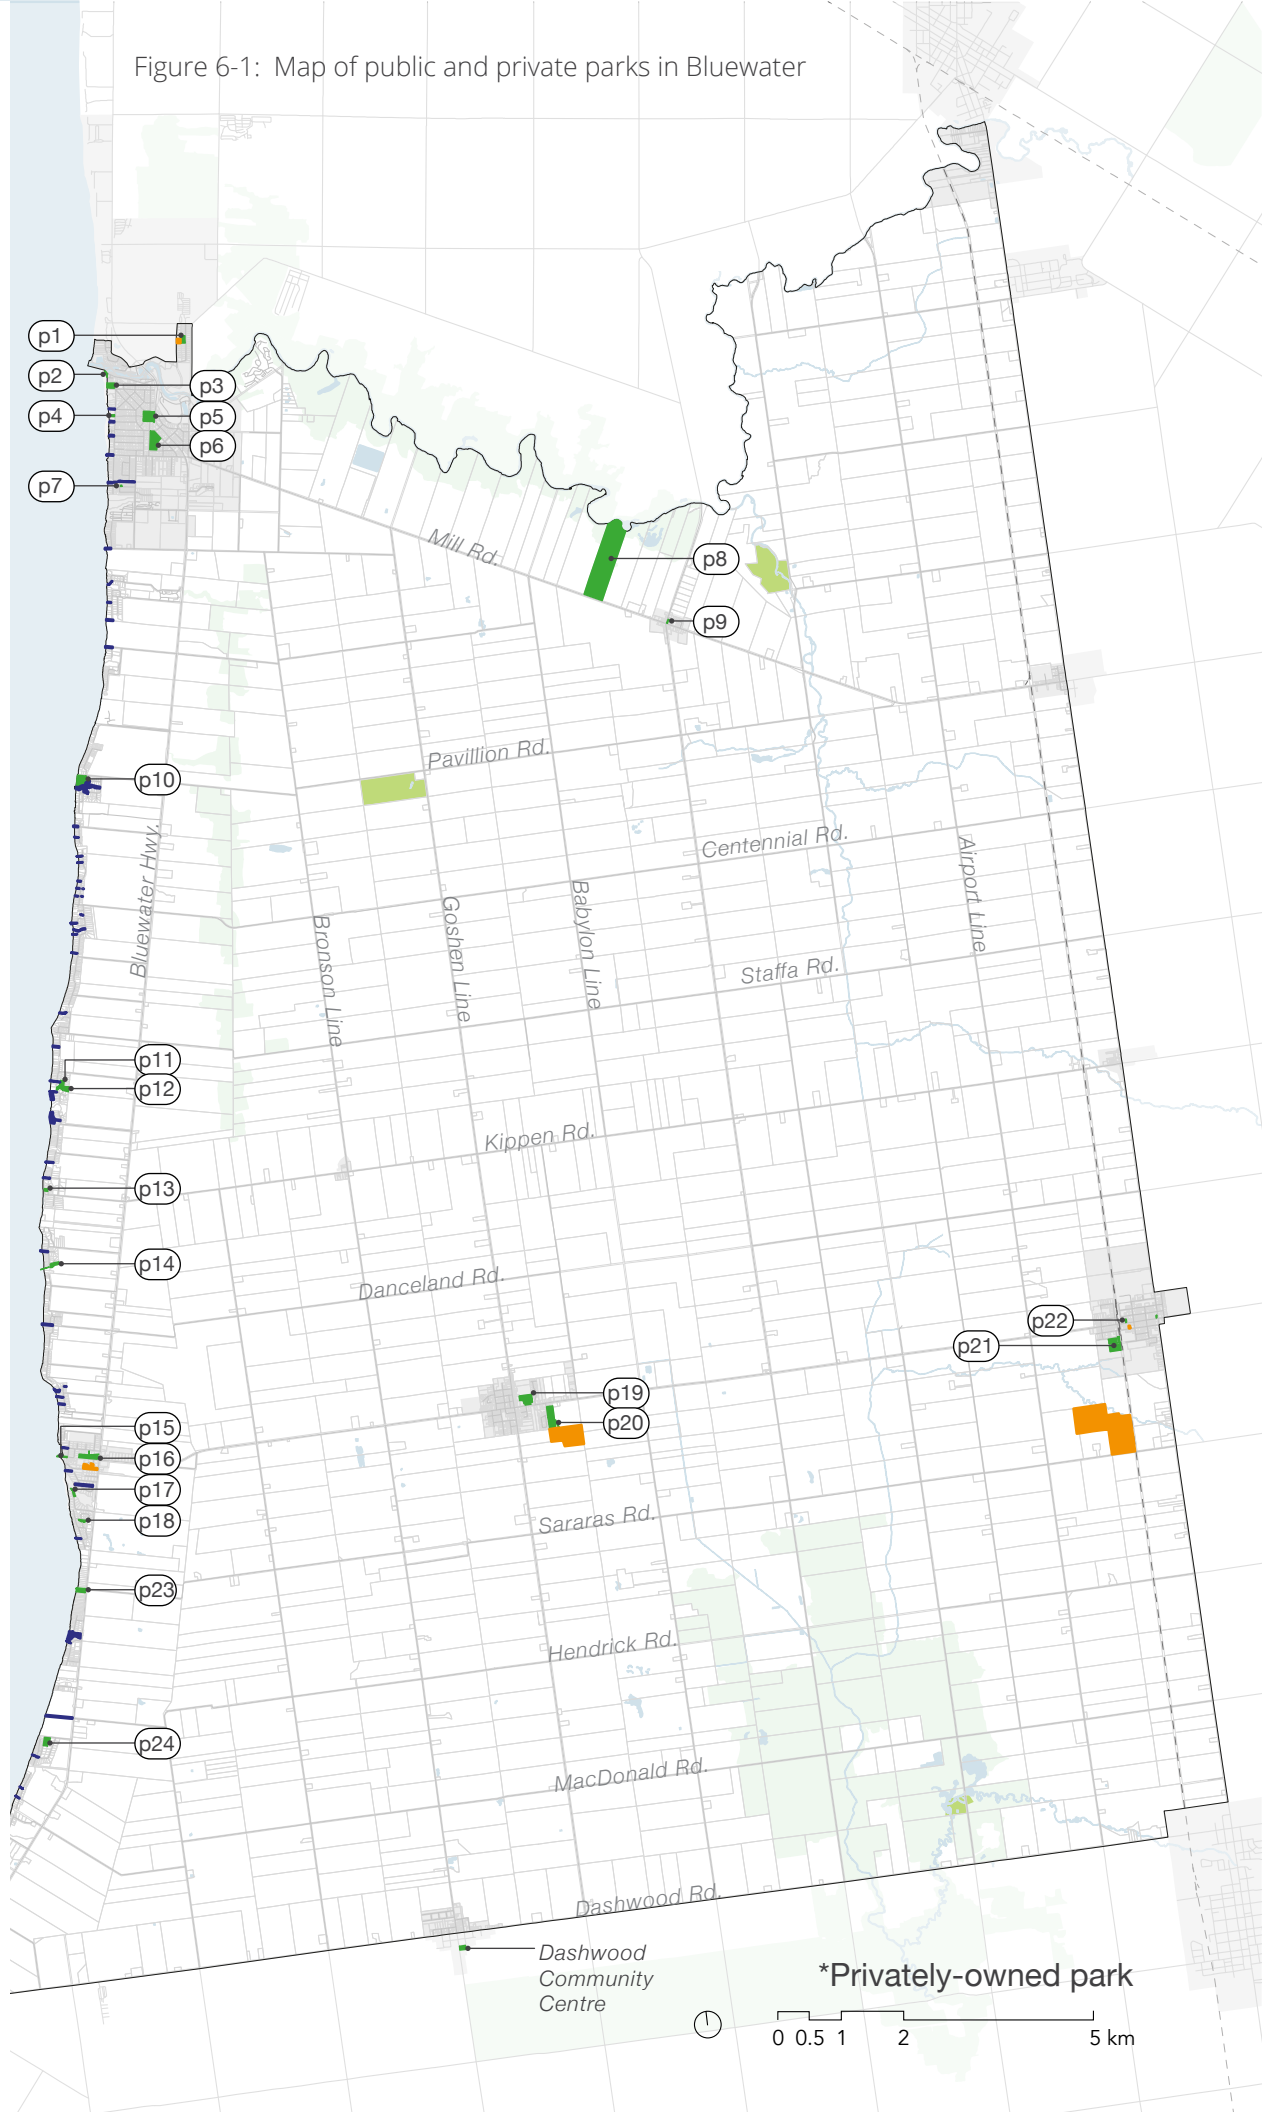 Figure 6-1: Map of public and private parks in Bluewater
p1
p2
p3
p4
p5
p6
p7
Mill Rd.
p8
p9
Pavillion Rd.
p10
Centennial Rd.
Bluewater Hwy.
Bronson Line
Goshen Line
Babylon Line
Airport Line
Staffa Rd.
p11
p12
Kippen Rd.
p13
p14
Danceland Rd.
p22
p21
p19
p20
p15
p16
p17
p18
Sararas Rd.
p23
Hendrick Rd.
p24
MacDonald Rd.
Dashwood Rd.
Dashwood
Community
Centre
*Privately-owned park
0 0.5 1 2 5 km